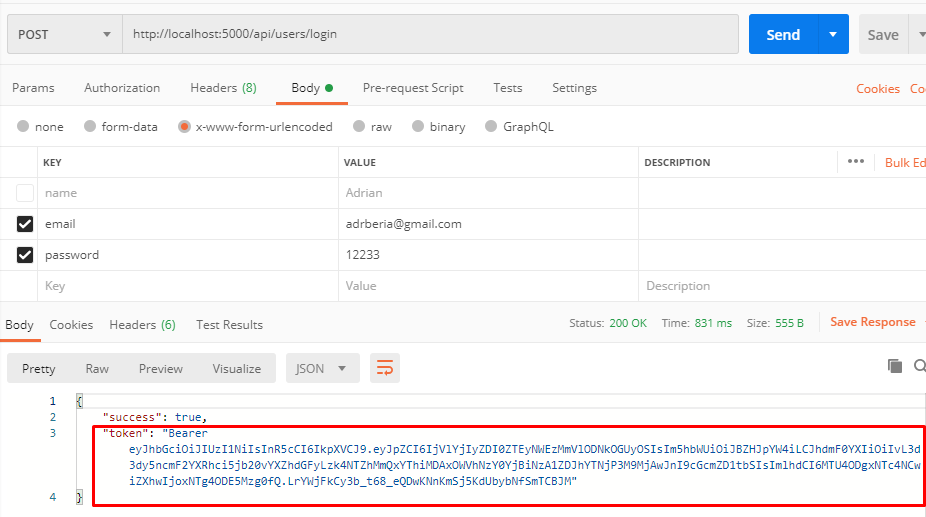 POST http://localhost:5000/api/users/login Send Save
Params Authorization Headers (8) Body Pre-request Script Tests Settings Cookies Co
none form-data x-www-form-urlencoded raw binary GraphQL
KEY VALUE DESCRIPTION ••• Bulk Ed
name Adrian
email adrberia@gmail.com
password 12233
Key Value Description
Body Cookies Headers (6) Test Results Status: 200 OK Time: 831 ms Size: 555 B Save Response
Pretty Raw Preview Visualize JSON
1 {
2 "success": true,
3 "token": "Bearer
eyJhbGciOiJIUzI1NiIsInR5cCI6IkpXVCJ9.eyJpZCI6IjVlYjIyZDI0ZTEyNWEzMmVlODNkOGUyOSIsIm5hbWUiOiJBZHJpYW4iLCJhdmF0YXIiOiIvL3d
3dy5ncmF2YXRhci5jb20vYXZhdGFyLzk4NTZhMmQxYThiMDAxOWVhNzY0YjBiNzA1ZDJhYTNjP3M9MjAwJnI9cGcmZD1tbSIsImlhdCI6MTU4ODgxNTc4NCw
iZXhwIjoxNTg4ODE5Mzg0fQ.LrYWjFkCy3b_t68_eQDwKNnKmSj5KdUbybNfSmTCBJM"
4 }